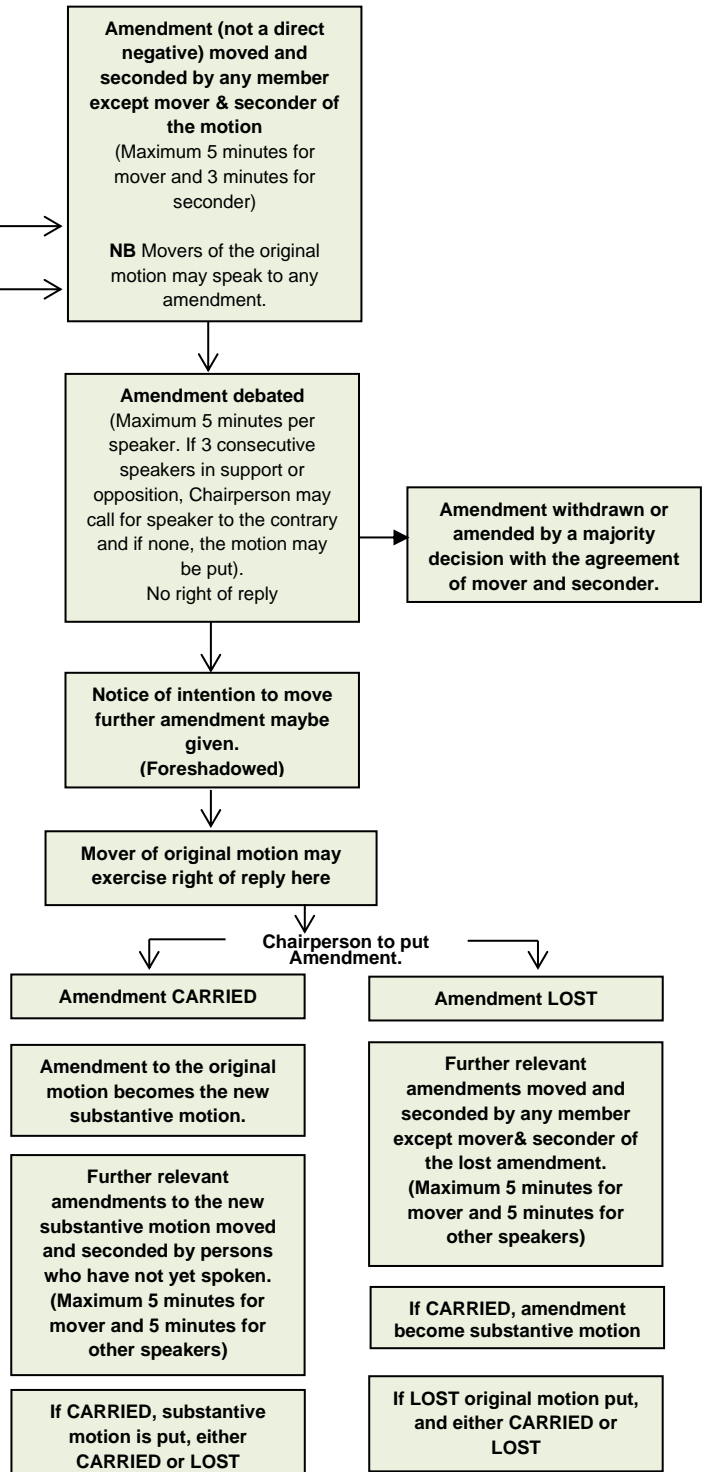 Amendment (not a direct
negative) moved and
seconded by any member
except mover & seconder of
the motion
(Maximum 5 minutes for
mover and 3 minutes for
seconder)
NB Movers of the original
motion may speak to any
amendment.
Amendment debated
(Maximum 5 minutes per
speaker. If 3 consecutive
speakers in support or
opposition, Chairperson may
call for speaker to the contrary
and if none, the motion may
be put).
No right of reply
Amendment withdrawn or
amended by a majority
decision with the agreement
of mover and seconder.
Notice of intention to move
further amendment maybe
given.
(Foreshadowed)
Mover of original motion may
exercise right of reply here
Chairperson to put
Amendment.
Amendment CARRIED
Amendment to the original
motion becomes the new
substantive motion.
Further relevant
amendments to the new
substantive motion moved
and seconded by persons
who have not yet spoken.
(Maximum 5 minutes for
mover and 5 minutes for
other speakers)
If CARRIED, substantive
motion is put, either
CARRIED or LOST
Amendment LOST
Further relevant
amendments moved and
seconded by any member
except mover& seconder of
the lost amendment.
(Maximum 5 minutes for
mover and 5 minutes for
other speakers)
If CARRIED, amendment
become substantive motion
If LOST original motion put,
and either CARRIED or
LOST